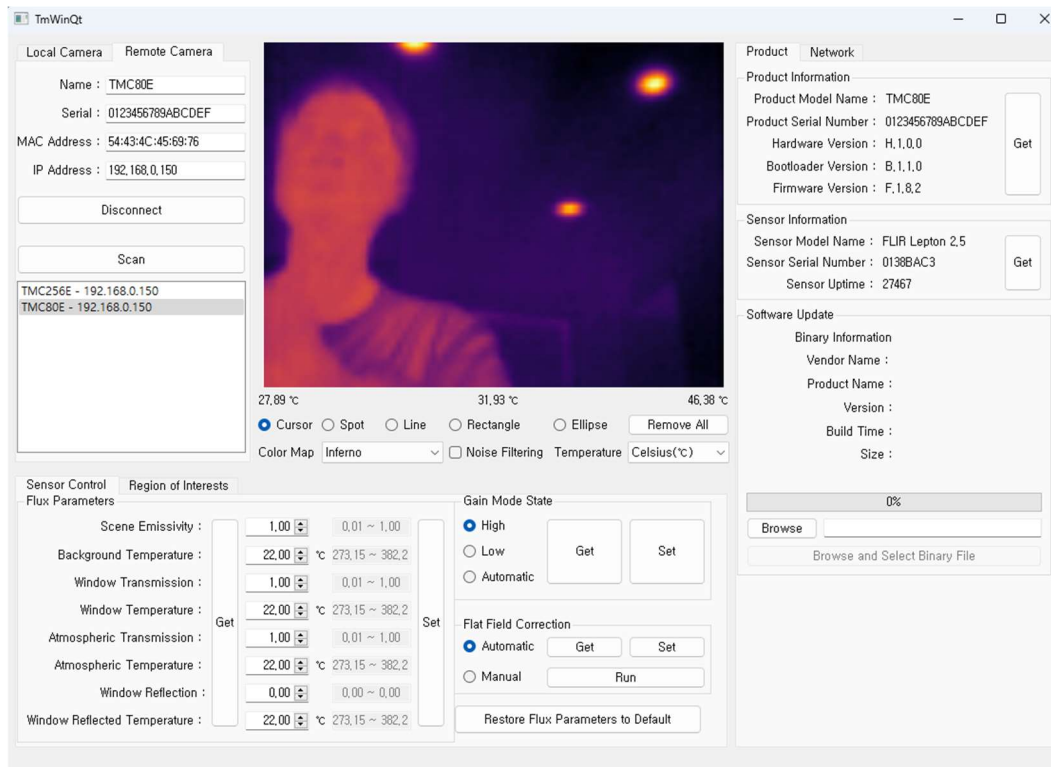 TmWinQt
Local Camera Remote Camera
Name : TMC80E
Serial : 0123456789ABCDEF
MAC Address : 54:43:4C:45:69:76
IP Address : 192,168,0,150
Disconnect
Scan
TMC256E - 192.168.0.150
TMC80E - 192.168.0.150
27,89 ℃ 31,93 ℃ 46,38 ℃
Cursor Spot Line Rectangle Ellipse Remove All
Color Map Inferno Noise Filtering Temperature Celsius(℃)
Sensor Control Region of Interests
Flux Parameters
Scene Emissivity : 1,00 0,01 ~ 1,00
Background Temperature : 22,00 ℃ 273,15 ~ 382,2
Window Transmission : 1,00 0,01 ~ 1,00
Window Temperature : 22,00 ℃ 273,15 ~ 382,2
Get Set
Atmospheric Transmission : 1,00 0,01 ~ 1,00
Atmospheric Temperature : 22,00 ℃ 273,15 ~ 382,2
Window Reflection : 0,00 0,00 ~ 0,00
Window Reflected Temperature : 22,00 ℃ 273,15 ~ 382,2
Gain Mode State
High
Low Get Set
Automatic
Flat Field Correction
Automatic Get Set
Manual Run
Restore Flux Parameters to Default
Product Network
Product Information
Product Model Name : TMC80E
Product Serial Number : 0123456789ABCDEF
Hardware Version : H,1,0,0 Get
Bootloader Version : B,1,1,0
Firmware Version : F,1,8,2
Sensor Information
Sensor Model Name : FLIR Lepton 2,5
Sensor Serial Number : 0138BAC3 Get
Sensor Uptime : 27467
Software Update
Binary Information
Vendor Name :
Product Name :
Version :
Build Time :
Size :
0%
Browse
Browse and Select Binary File